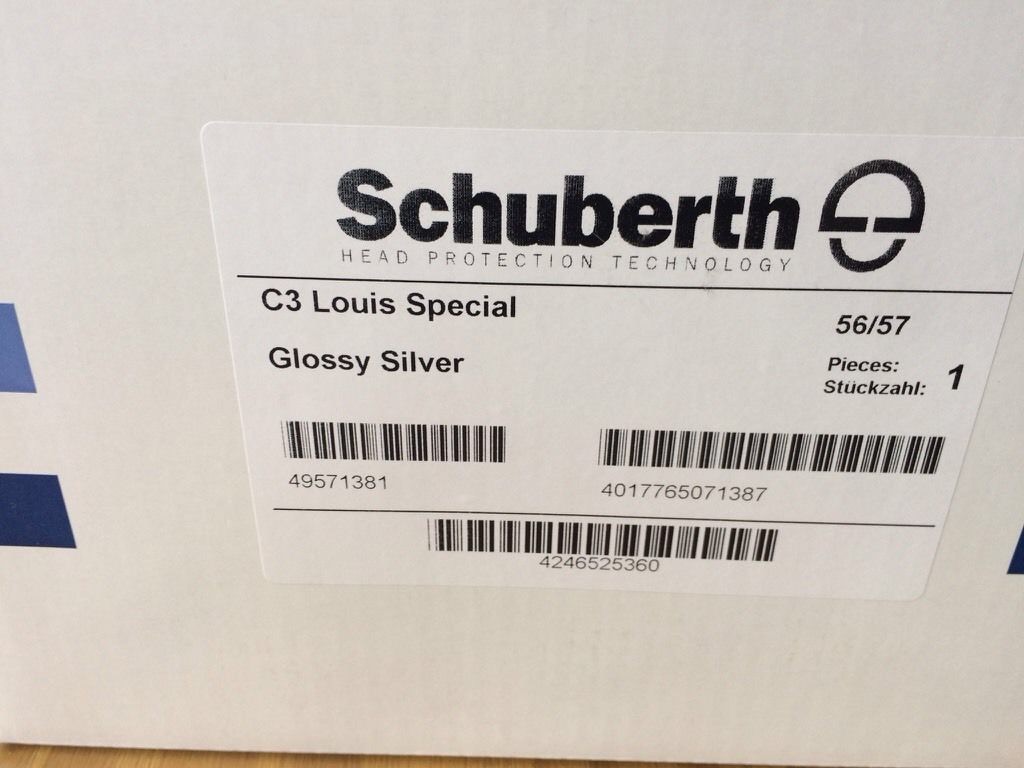 Schuberth
HEAD PROTECTION TECHNOLOGY
C3 Louis Special
56/57
Glossy Silver
Pieces:
Stückzahl: 1
49571381
4017765071387
4246525360